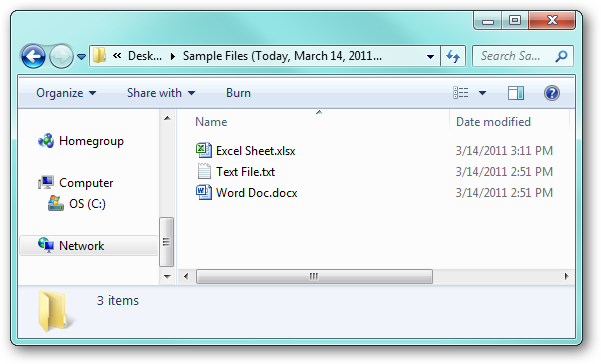 « Desk... ▸ Sample Files (Today, March 14, 2011... Search Sa...
Organize Share with Burn
Name Date modified
Homegroup
Computer
OS (C:)
Network
Excel Sheet.xlsx 3/14/2011 3:11 PM
Text File.txt 3/14/2011 2:51 PM
Word Doc.docx 3/14/2011 2:51 PM
3 items